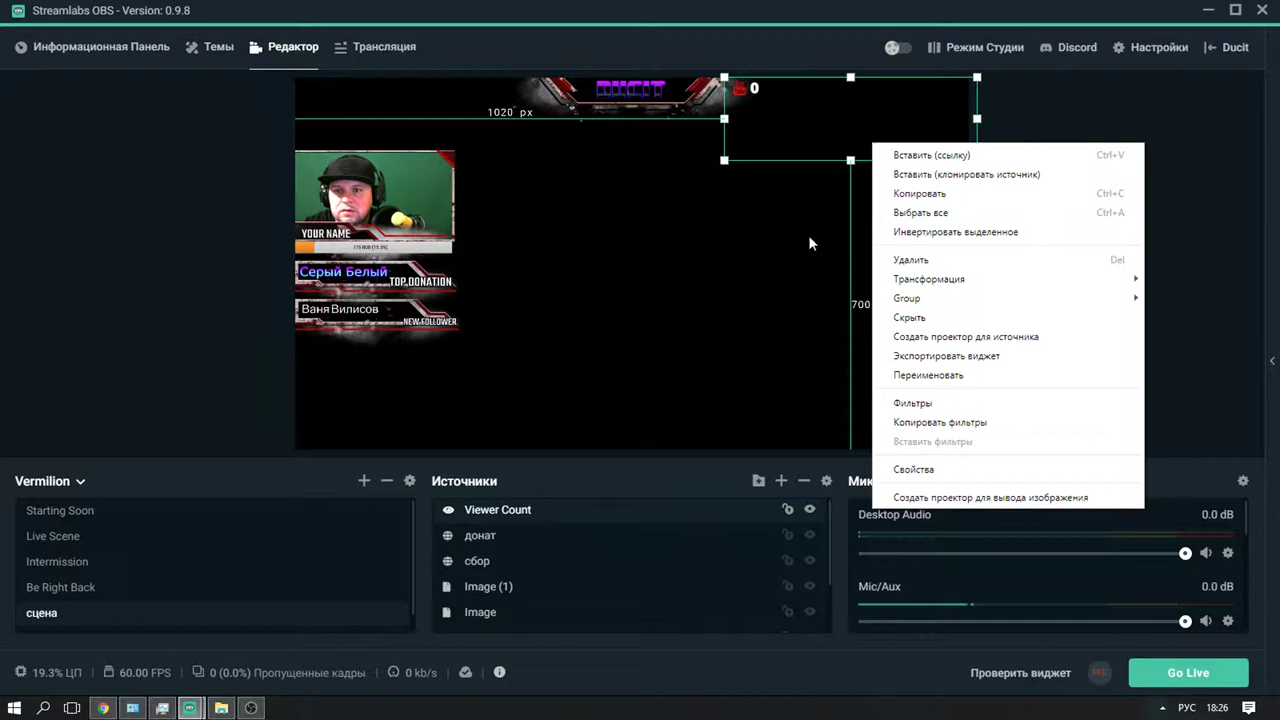 Streamlabs OBS - Version: 0.9.8
Информационная Панель
Темы
Редактор
Трансляция
Режим Студии
Discord
Настройки
Ducit
0
1020 px
YOUR NAME
775 RUB (13.3%)
Серый Белый
TOP DONATION
Ваня Вилисов
NEW FOLLOWER
700
Вставить (ссылку) Ctrl+V
Вставить (клонировать источник)
Копировать Ctrl+C
Выбрать все Ctrl+A
Инвертировать выделенное
Удалить Del
Трансформация
Group
Скрыть
Создать проектор для источника
Экспортировать виджет
Переименовать
Фильтры
Копировать фильтры
Вставить фильтры
Свойства
Создать проектор для вывода изображения
Vermilion
Starting Soon
Live Scene
Intermission
Be Right Back
сцена
Источники
Viewer Count
донат
сбор
Image (1)
Image
Desktop Audio 0.0 dB
Mic/Aux 0.0 dB
19.3% ЦП
60.00 FPS
0 (0.0%) Пропущенные кадры
0 kb/s
Проверить виджет
REC
Go Live
РУС 18:26